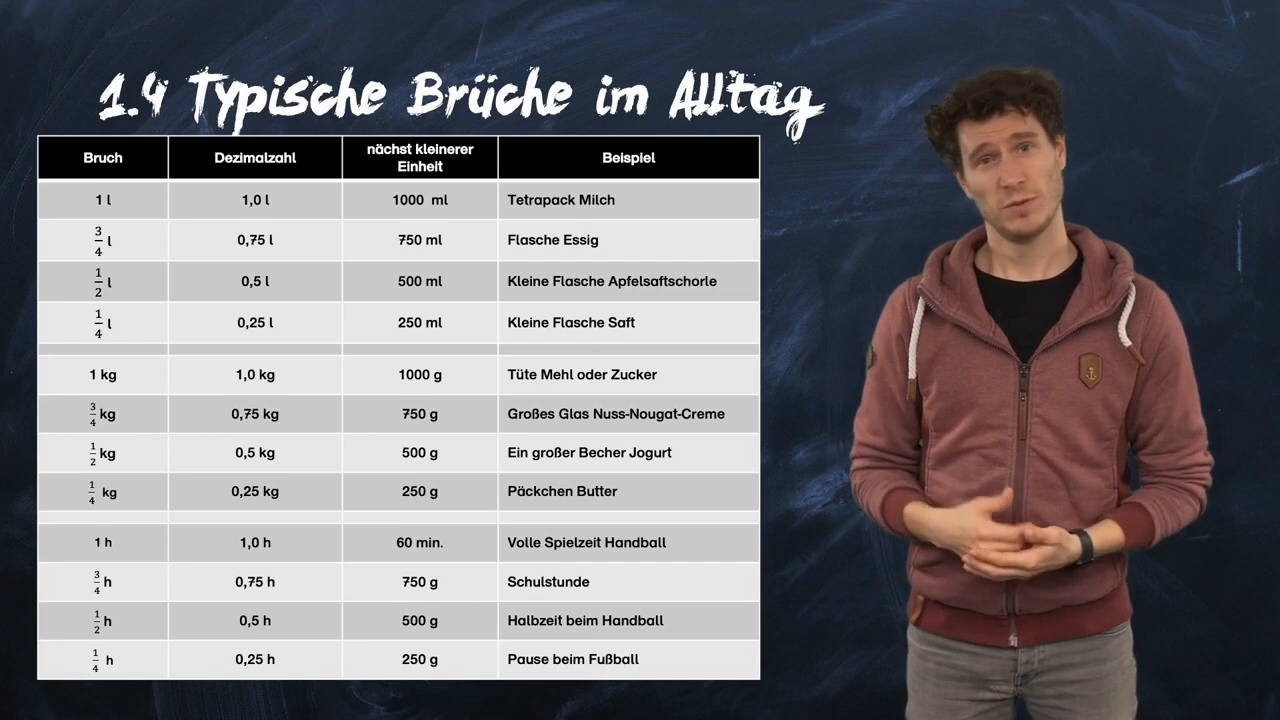 1.4 Typische Brüche im Alltag
Bruch Dezimalzahl nächst kleinerer Einheit Beispiel
1 l 1,0 l 1000 ml Tetrapack Milch
3/4 l 0,75 l 750 ml Flasche Essig
1/2 l 0,5 l 500 ml Kleine Flasche Apfelsaftschorle
1/4 l 0,25 l 250 ml Kleine Flasche Saft
1 kg 1,0 kg 1000 g Tüte Mehl oder Zucker
3/4 kg 0,75 kg 750 g Großes Glas Nuss-Nougat-Creme
1/2 kg 0,5 kg 500 g Ein großer Becher Jogurt
1/4 kg 0,25 kg 250 g Päckchen Butter
1 h 1,0 h 60 min. Volle Spielzeit Handball
3/4 h 0,75 h 750 g Schulstunde
1/2 h 0,5 h 500 g Halbzeit beim Handball
1/4 h 0,25 h 250 g Pause beim Fußball